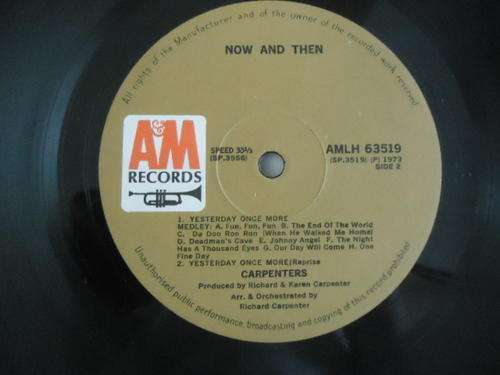 All rights of the Manufacturer and of the owner of the recorded work reserved
NOW AND THEN
A&M
RECORDS
SPEED 33⅓
(SP.3566)
AMLH 63519
(SP.3519) (P) 1973
SIDE 2
1. YESTERDAY ONCE MORE
MEDLEY: A. Fun, Fun, Fun B. The End Of The World
C. Da Doo Ron Ron (When He Walked Me Home)
D. Deadman's Cave E. Johnny Angel F. The Night
Has A Thousand Eyes G. Our Day Will Come H. One
Fine Day
2. YESTERDAY ONCE MORE/Reprise
CARPENTERS
Produced by Richard & Karen Carpenter
Arr. & Orchestrated by
Richard Carpenter
Unauthorised public performance, broadcasting and copying of this record prohibited